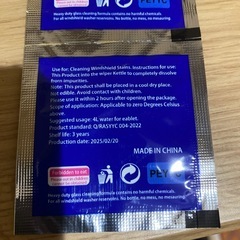 PEYYC
Heavy duty glass cleaning formula contains no harmful chemicals.
For all windshield washer reservoirs. No bottle, no mess, no measuring
Use for; Cleaning Windshield Stains. Instructions for use.
This Product into the wiper Kettle to completely dissolve
from impurities.
Note: This product shall be placed in a cool dry place.
Not edible. Avoid contact with children.
Please use it within 2 hours after opening the package.
Scope of application: Applicable to zero Degrees Celsius
above.
Suggested usage: 4L water for eablet.
Product standard: Q/RASYYC 004-2022
Shelf life: 3 years
Production date: 2025/02/20
MADE IN CHINA
Forbidden to eat
Heavy duty glass cleaning formula contains no harmful chemicals.
For all windshield washer reservoirs. No bottle, no mess, no measuring